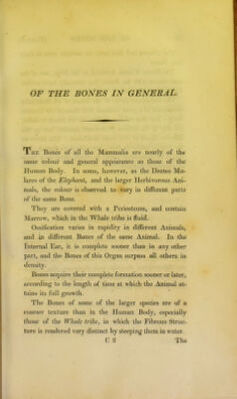 OF THE BONES IN GENERAL.
THE Bones of all the Mammalia are nearly of the
same colour and general appearance as those of the
Human Body. In some, however, as the Dentes Mo-
lares of the Elephant, and the larger Herbivorous Ani-
mals, the colour is observed to vary in different parts
of the same Bone.
They are covered with a Periosteum, and contain
Marrow, which in the Whale tribe is fluid.
Ossification varies in rapidity in different Animals,
and in different Bones of the same Animal. In the
Internal Ear, it is complete sooner than in any other
part, and the Bones of this Organ surpass all others in
density.
Bones acquire their complete formation sooner or later,
according to the length of time at which the Animal at-
tains its full growth.
The Bones of some of the larger species are of a
coarser texture than in the Human Body, especially
those of the Whale tribe, in which the Fibrous Struc-
ture is rendered very distinct by steeping them in water.
C 2
The